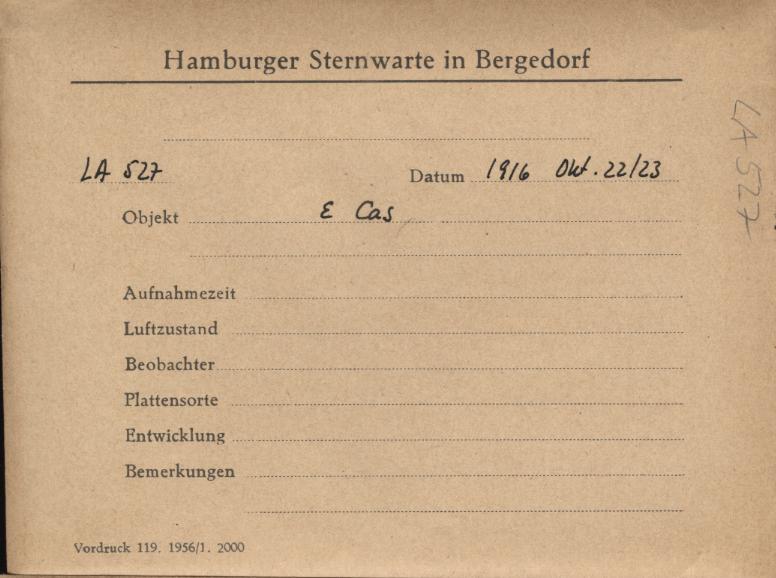 Hamburger Sternwarte in Bergedorf
LA 527 Datum 1916 Okt. 22/23
Objekt ε Cas
Aufnahmezeit
Luftzustand
Beobachter
Plattensorte
Entwicklung
Bemerkungen
Vordruck 119. 1956/1. 2000
LA 527